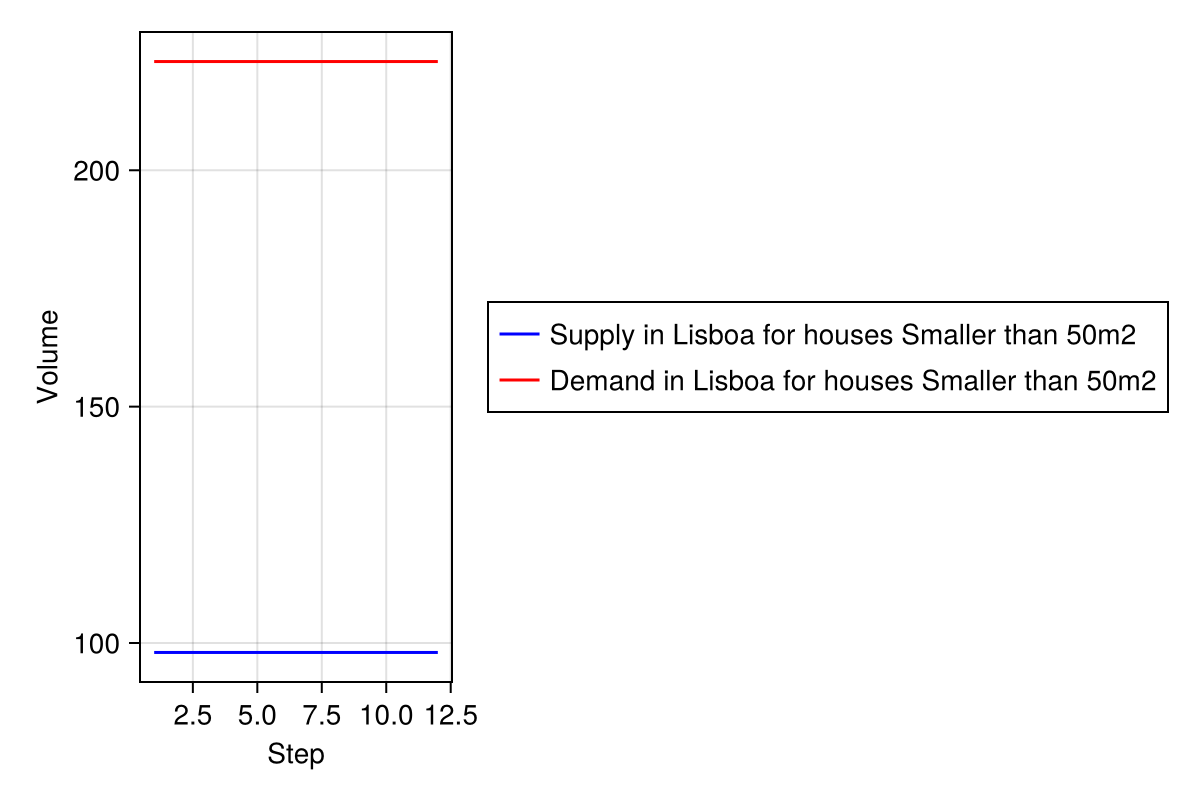 Volume
200
150
100
2.5 5.0 7.5 10.0 12.5
Step
Supply in Lisboa for houses Smaller than 50m2
Demand in Lisboa for houses Smaller than 50m2